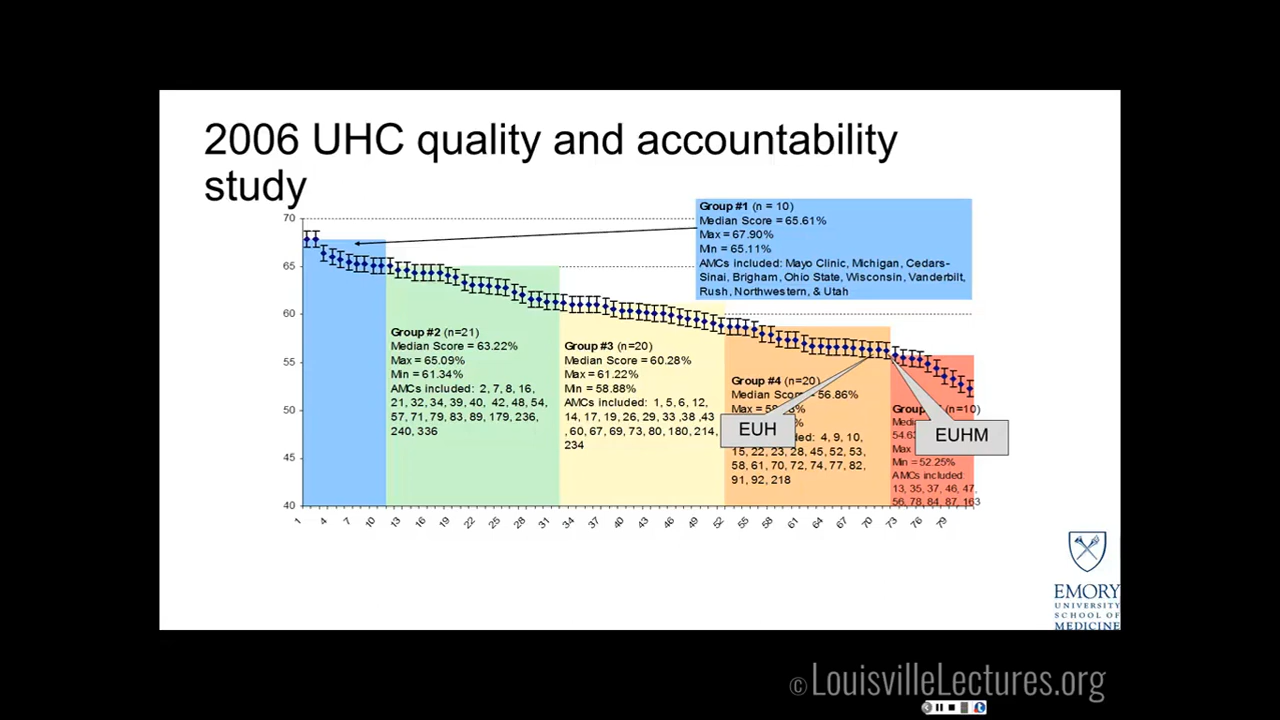 2006 UHC quality and accountability
study
Group #1 (n = 10)
Median Score = 65.61%
Max = 67.90%
Min = 65.11%
AMCs included: Mayo Clinic, Michigan, Cedars-
Sinai, Brigham, Ohio State, Wisconsin, Vanderbilt,
Rush, Northwestern, & Utah
70
65
60
55
50
45
40
Group #2 (n=21)
Median Score = 63.22%
Max = 65.09%
Min = 61.34%
AMCs included: 2, 7, 8, 16,
21, 32, 34, 39, 40, 42, 48, 54,
57, 71, 79, 83, 89, 179, 236,
240, 336
Group #3 (n=20)
Median Score = 60.28%
Max = 61.22%
Min = 58.88%
AMCs included: 1, 5, 6, 12,
14, 17, 19, 26, 29, 33 ,38 ,43
, 60, 67, 69, 73, 80, 180, 214,
234
Group #4 (n=20)
Median 56.86%
Max =
4, 9, 10,
15, 22, 23, 28, 45, 52, 53,
58, 61, 70, 72, 74, 77, 82,
91, 92, 218
EUH
(n=10)
Max
Min = 52.25%
AMCs included:
13, 35, 37, 46, 47,
56, 78, 84, 87, 163
EUHM
1 4 7 10 13 16 19 22 25 28 31 34 37 40 43 46 49 52 55 58 61 64 67 70 73 76 79
EMORY
UNIVERSITY
SCHOOL OF
MEDICINE
© LouisvilleLectures.org